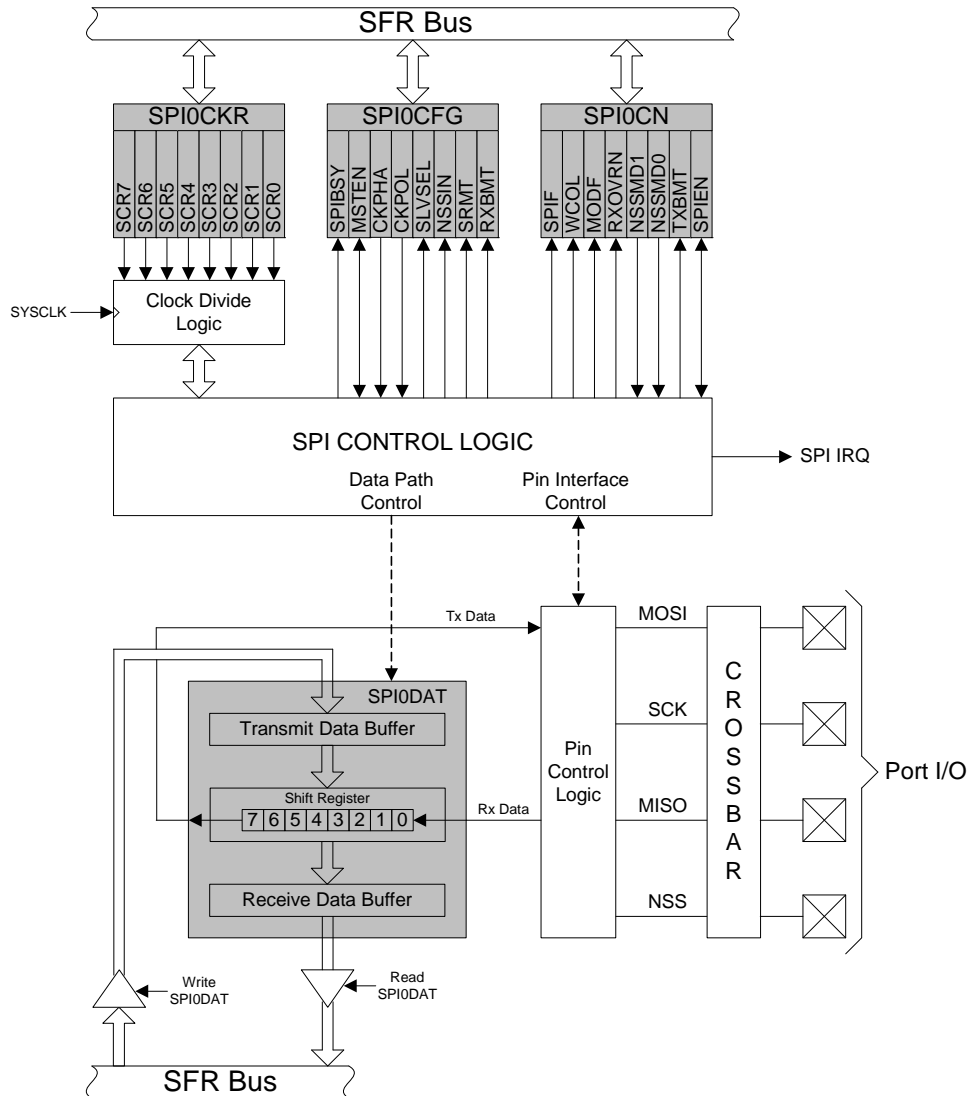 SFR Bus
SPI0CKR
SCR7
SCR6
SCR5
SCR4
SCR3
SCR2
SCR1
SCR0
SPI0CFG
SPIBSY
MSTEN
CKPHA
CKPOL
SLVSEL
NSSIN
SRMT
RXBMT
SPI0CN
SPIF
WCOL
MODF
RXOVRN
NSSMD1
NSSMD0
TXBMT
SPIEN
SYSCLK
Clock Divide
Logic
SPI CONTROL LOGIC
Data Path
Control
Pin Interface
Control
SPI IRQ
Tx Data
SPI0DAT
Transmit Data Buffer
Shift Register
7 6 5 4 3 2 1 0
Rx Data
Receive Data Buffer
Pin
Control
Logic
MOSI
SCK
MISO
NSS
CROSSBAR
Port I/O
Write
SPI0DAT
Read
SPI0DAT
SFR Bus